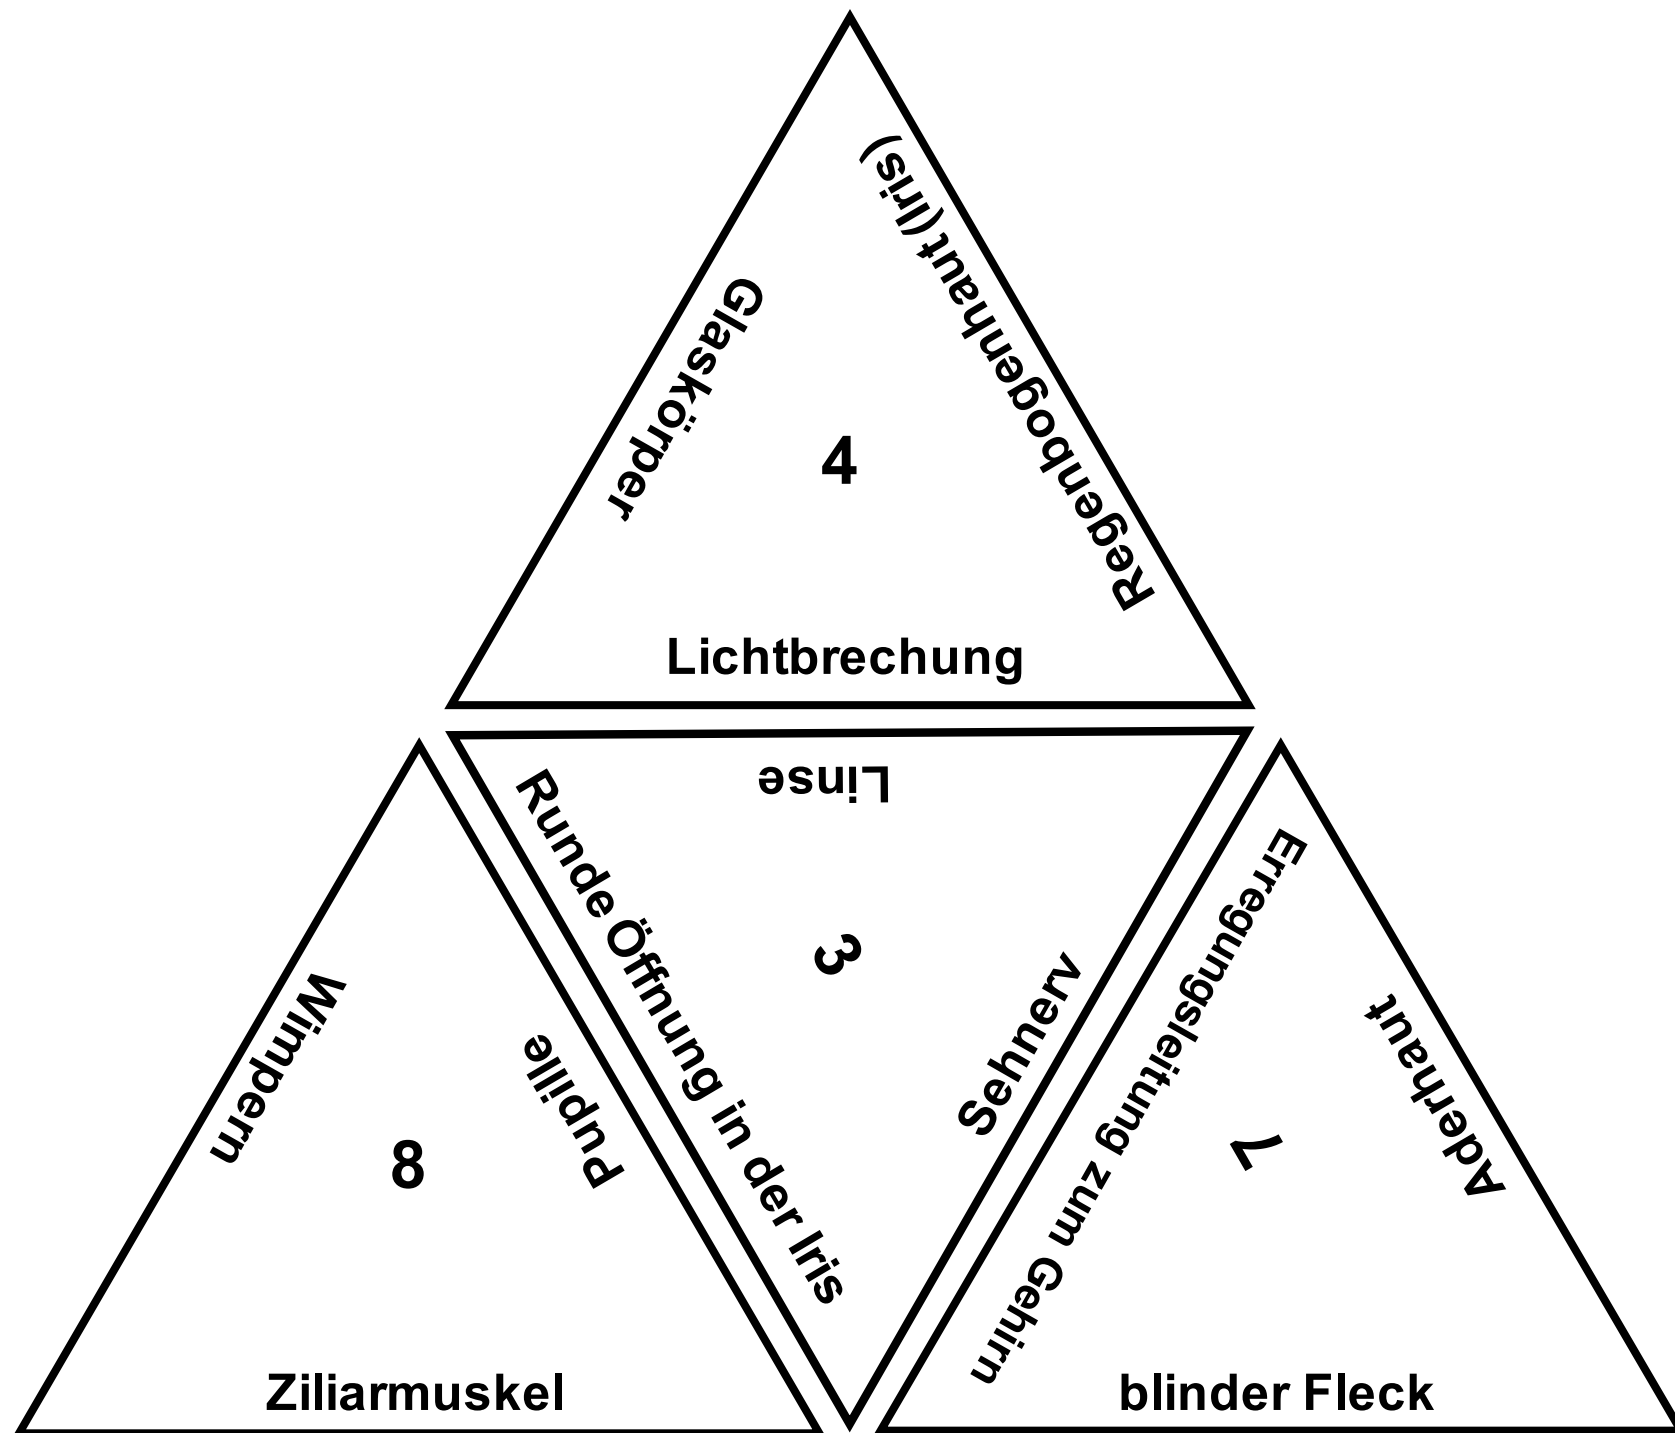 Glaskörper
Regenbogenhaut (Iris)
4
Lichtbrechung
Linse
Runde Öffnung in der Iris
3
Sehnerv
Wimpern
Pupille
8
Ziliarmuskel
Erregungsleitung zum Gehirn
Aderhaut
7
blinder Fleck